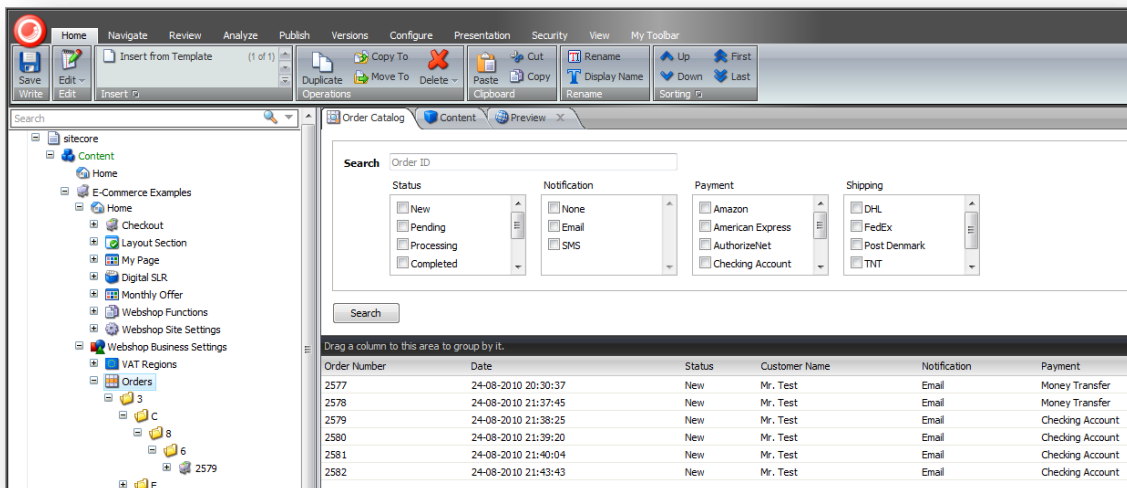 Home Navigate Review Analyze Publish Versions Configure Presentation Security View My Toolbar
Save
Write
Edit
Edit
Insert from Template (1 of 1)
Insert
Duplicate
Copy To
Move To
Delete
Operations
Paste
Cut
Copy
Clipboard
Rename
Display Name
Rename
Up
Down
First
Last
Sorting
Search
sitecore
Content
Home
E-Commerce Examples
Home
Checkout
Layout Section
My Page
Digital SLR
Monthly Offer
Webshop Functions
Webshop Site Settings
Webshop Business Settings
VAT Regions
Orders
3
C
8
6
2579
F
Order Catalog Content Preview X
Search Order ID
Status Notification Payment Shipping
New None Amazon DHL
Pending Email American Express FedEx
Processing SMS AuthorizeNet Post Denmark
Completed Checking Account TNT
Search
Drag a column to this area to group by it.
Order Number Date Status Customer Name Notification Payment
2577 24-08-2010 20:30:37 New Mr. Test Email Money Transfer
2578 24-08-2010 21:37:45 New Mr. Test Email Money Transfer
2579 24-08-2010 21:38:25 New Mr. Test Email Checking Account
2580 24-08-2010 21:39:20 New Mr. Test Email Checking Account
2581 24-08-2010 21:40:04 New Mr. Test Email Checking Account
2582 24-08-2010 21:43:43 New Mr. Test Email Checking Account